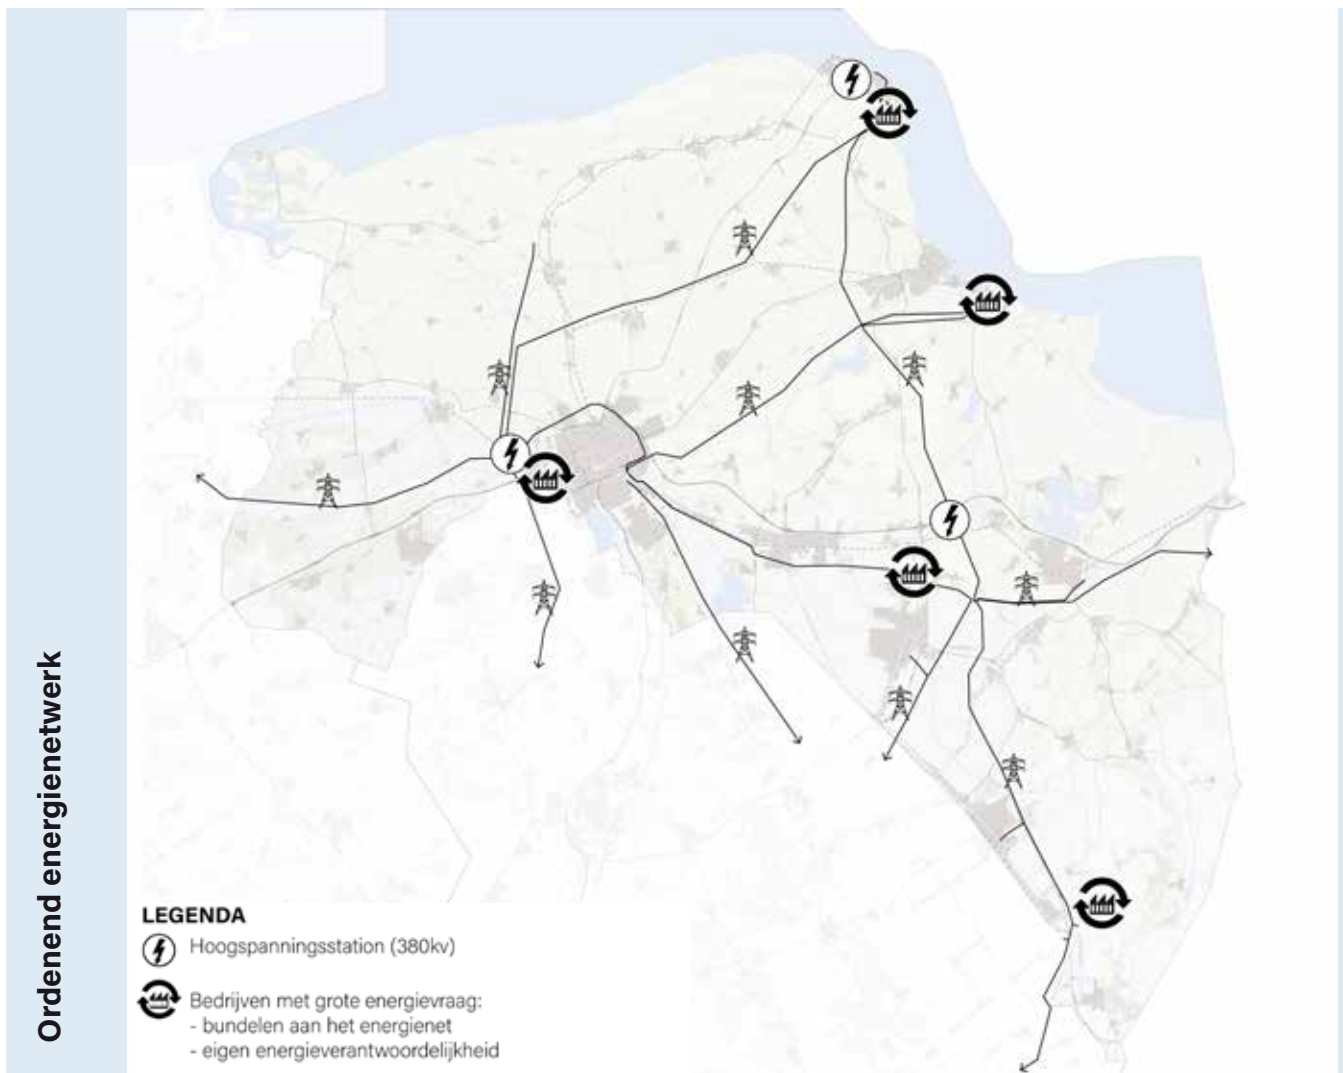 Ordenend energienetwerk
LEGENDA
Hoogspanningsstation (380kv)
Bedrijven met grote energievraag:
- bundelen aan het energienet
- eigen energieverantwoordelijkheid